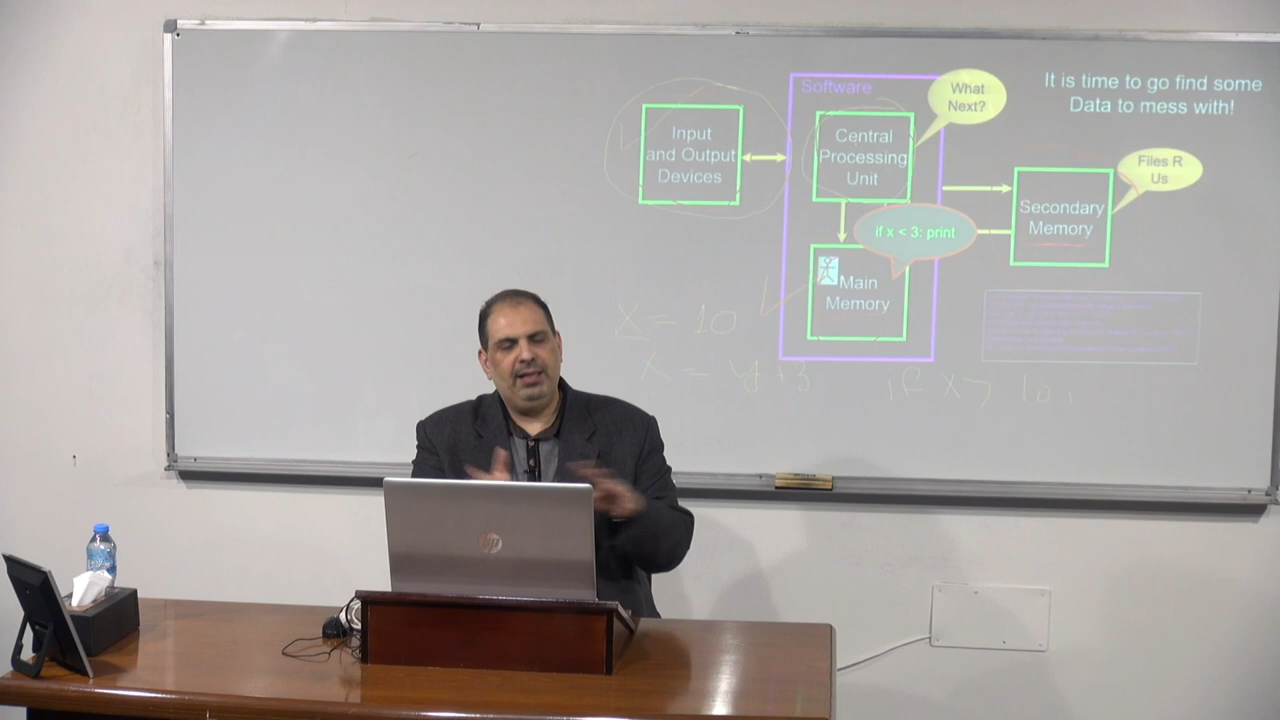 It is time to go find some
Data to mess with!
Software
What
Next?
Input
and Output
Devices
Central
Processing
Unit
Files R
Us
Secondary
Memory
if x < 3: print
Main
Memory
X = 10
X = y + 3
if X > 10,
hp